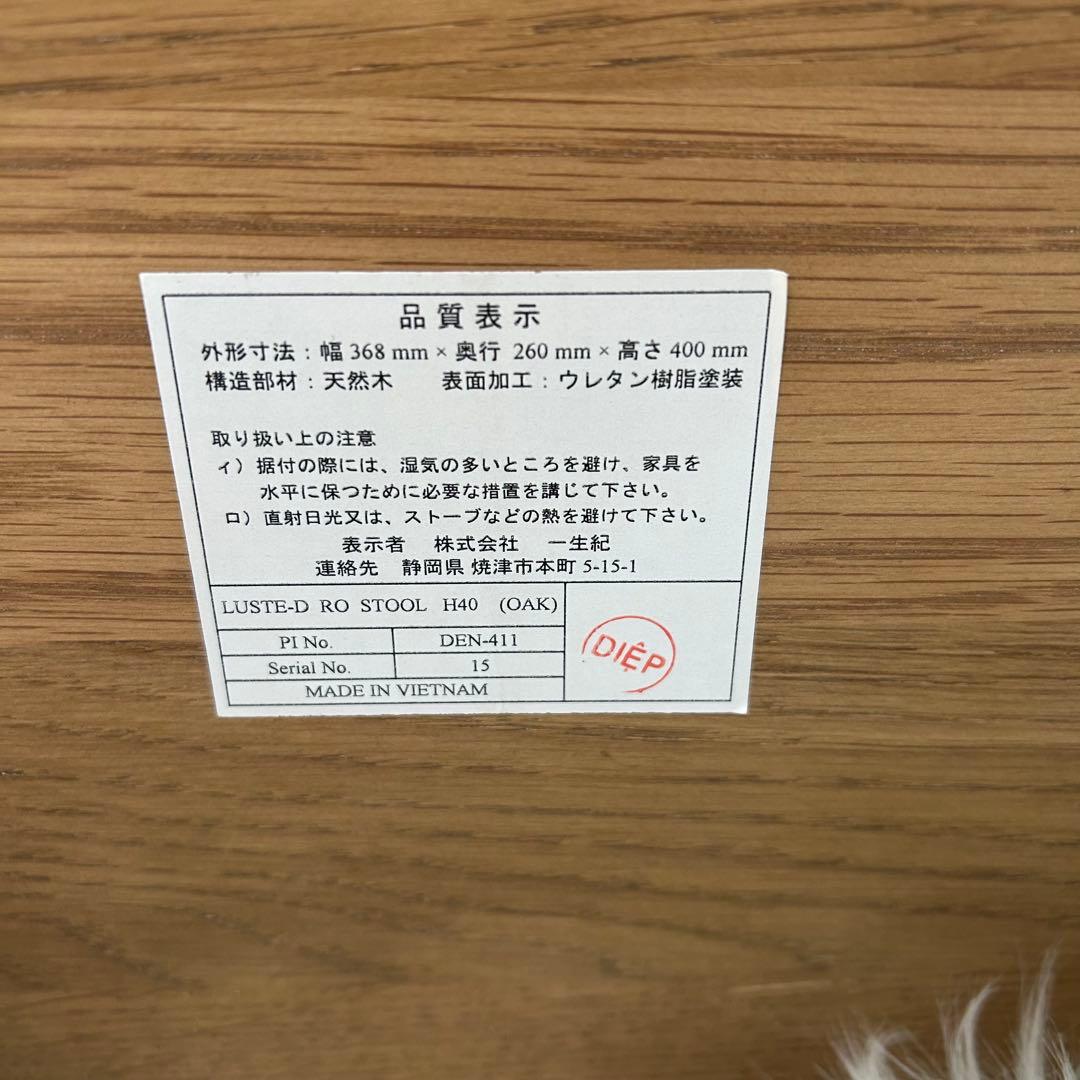 品質表示
外形寸法：幅 368 mm × 奥行 260 mm × 高さ 400 mm
構造部材：天然木 表面加工：ウレタン樹脂塗装
取り扱い上の注意
ィ）据付の際には、湿気の多いところを避け、家具を
水平に保つために必要な措置を講じて下さい。
ロ）直射日光又は、ストーブなどの熱を避けて下さい。
表示者 株式会社 一生紀
連絡先 静岡県 焼津市本町 5-15-1
LUSTE-D RO STOOL H40 (OAK)
PI No. DEN-411
Serial No. 15
MADE IN VIETNAM
DIỆP